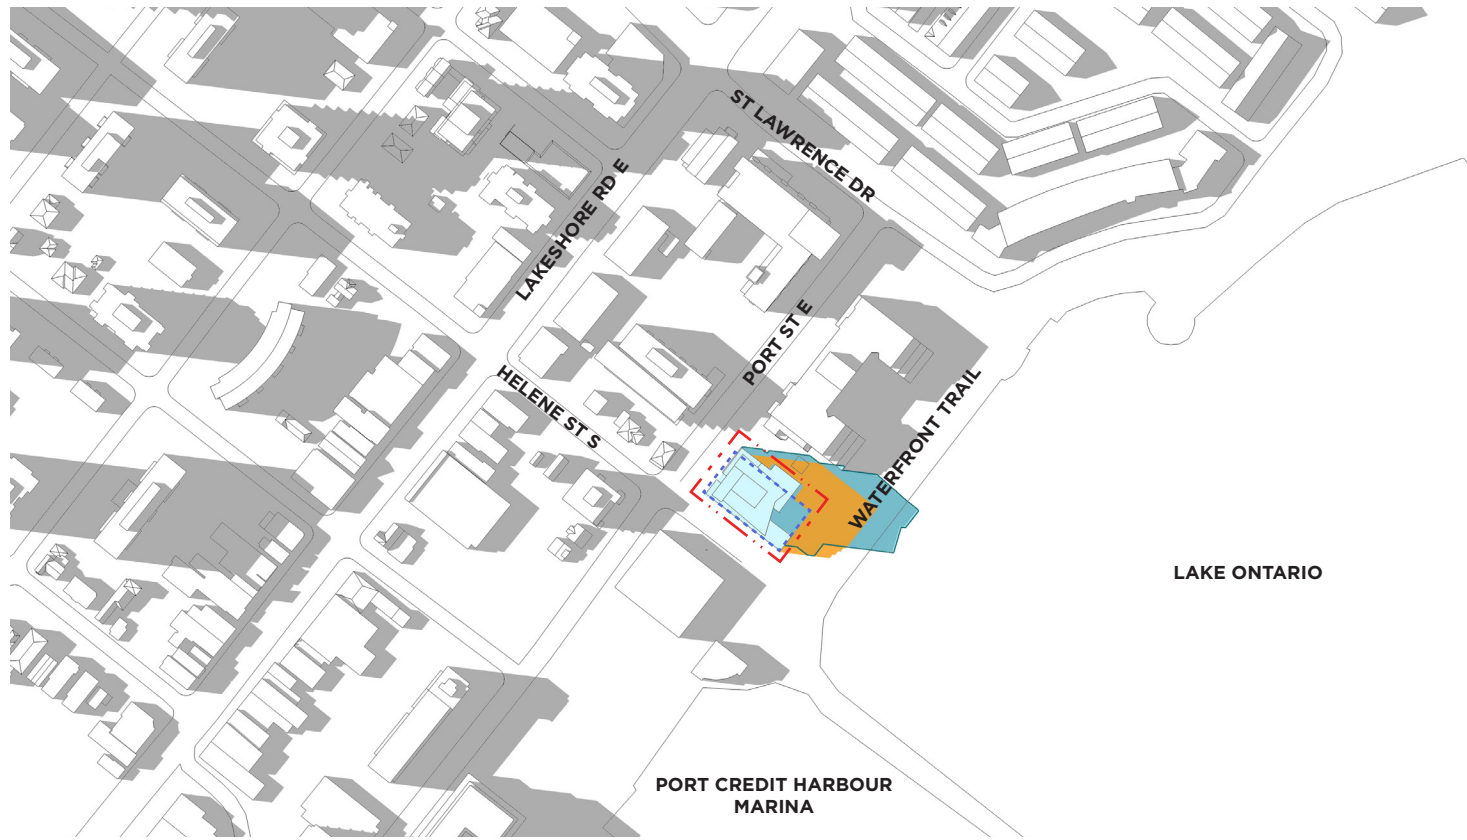 ST LAWRENCE DR
LAKESHORE RD E
PORT ST E
HELENE ST S
WATERFRONT TRAIL
LAKE ONTARIO
PORT CREDIT HARBOUR
MARINA